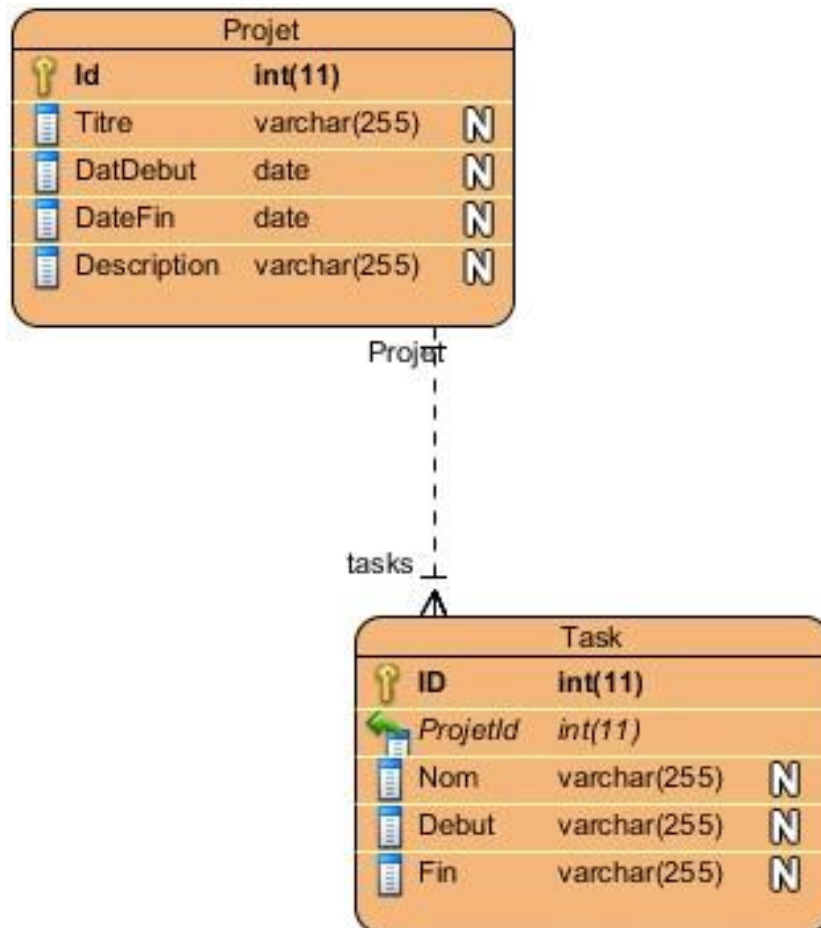 Projet
Id int(11)
Titre varchar(255) N
DatDebut date N
DateFin date N
Description varchar(255) N
Projet
tasks
Task
ID int(11)
ProjetId int(11)
Nom varchar(255) N
Debut varchar(255) N
Fin varchar(255) N